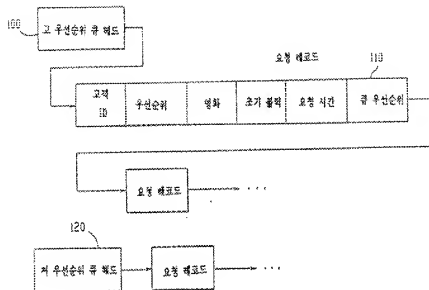 100
고 우선순위 큐 헤드
요청 레코드
110
고객 ID
우선순위
영화
초기 블럭
요청 시간
큐 우선순위
요청 레코드
120
저 우선순위 큐 헤드
요청 레코드